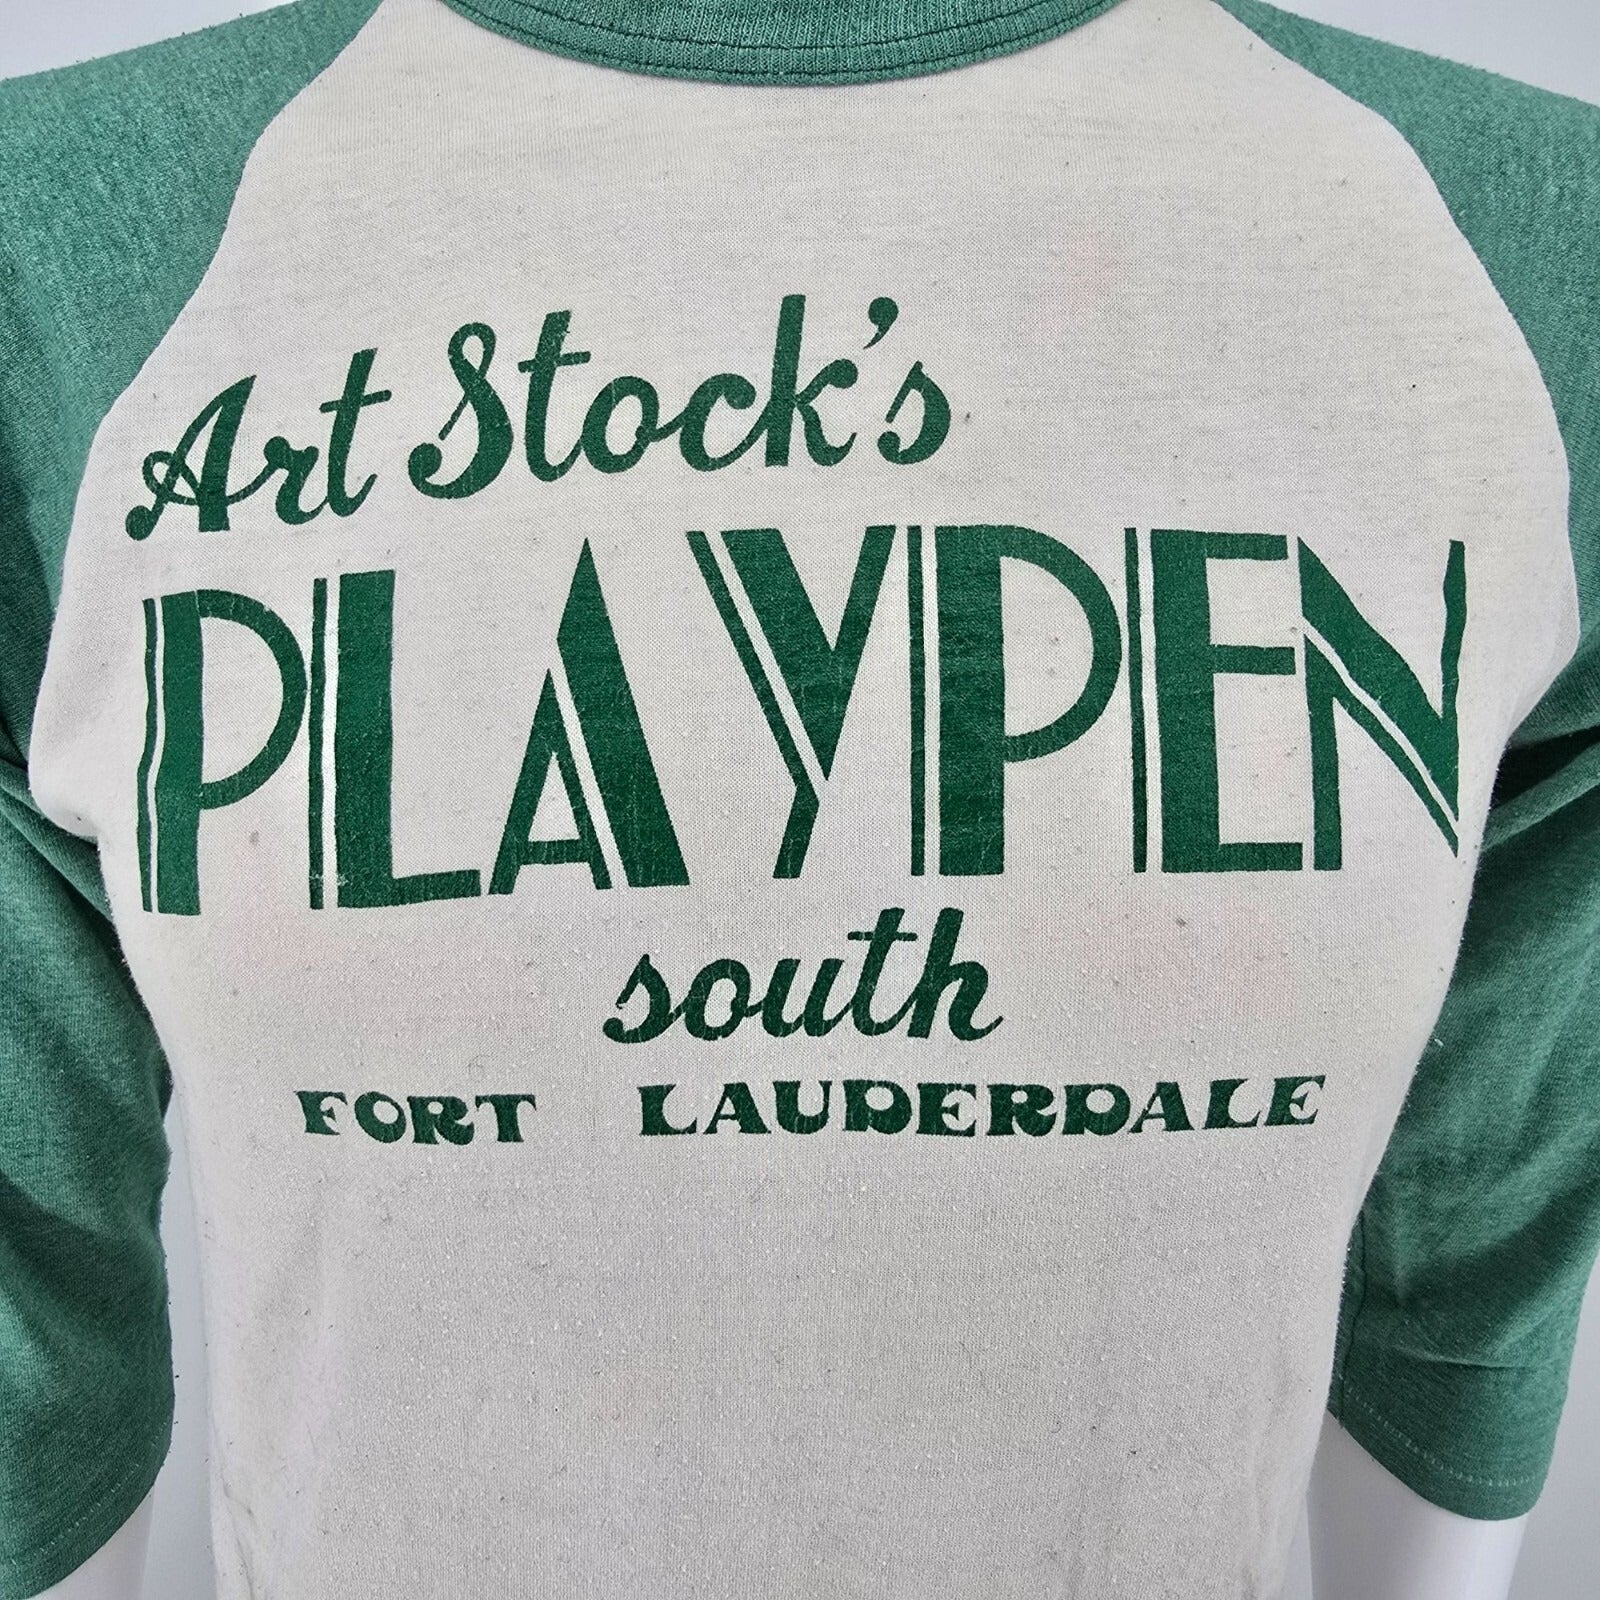 Art Stock's
PLAYPEN
south
FORT LAUDERDALE